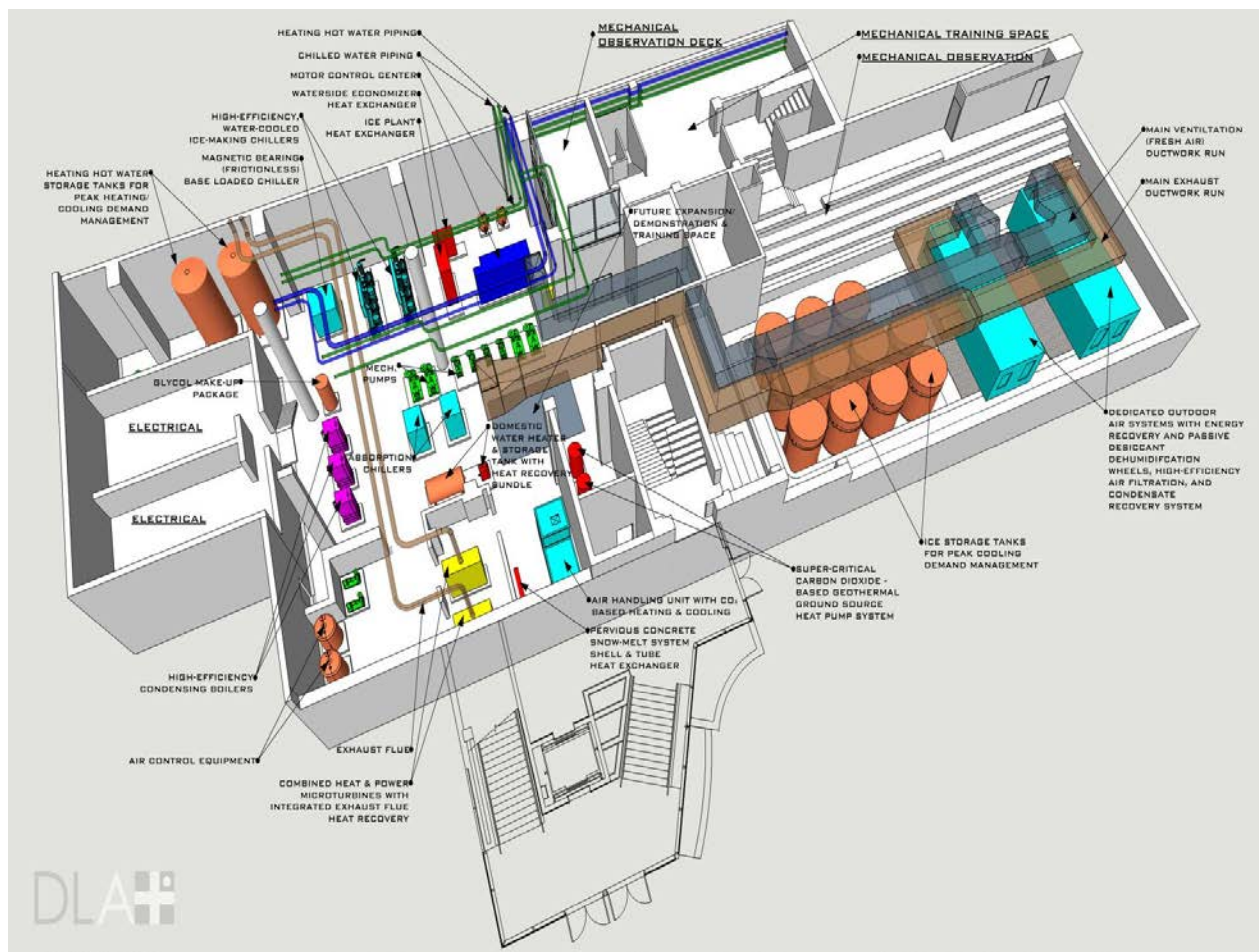 HEATING HOT WATER PIPING
CHILLED WATER PIPING
MOTOR CONTROL CENTER
WATERSIDE ECONOMIZER
HEAT EXCHANGER
ICE PLANT
HEAT EXCHANGER
HIGH-EFFICIENCY,
WATER-COOLED
ICE-MAKING CHILLERS
MAGNETIC BEARING
(FRICTIONLESS)
BASE LOADED CHILLER
HEATING HOT WATER
STORAGE TANKS FOR
PEAK HEATING/
COOLING DEMAND
MANAGEMENT
MECHANICAL
OBSERVATION DECK
MECHANICAL TRAINING SPACE
MECHANICAL OBSERVATION
MAIN VENTILTATION
(FRESH AIR)
DUCTWORK RUN
MAIN EXHAUST
DUCTWORK RUN
FUTURE EXPANSION/
DEMONSTRATION &
TRAINING SPACE
GLYCOL MAKE-UP
PACKAGE
MECH.
PUMPS
ELECTRICAL
ABSORPTION
CHILLERS
DOMESTIC
WATER HEATER
& STORAGE
TANK WITH
HEAT RECOVERY
BUNDLE
ELECTRICAL
DEDICATED OUTDOOR
AIR SYSTEMS WITH ENERGY
RECOVERY AND PASSIVE
DESICCANT
DEHUMIDIFCATION
WHEELS, HIGH-EFFICIENCY
AIR FILTRATION, AND
CONDENSATE
RECOVERY SYSTEM
ICE STORAGE TANKS
FOR PEAK COOLING
DEMAND MANAGEMENT
SUPER-CRITICAL
CARBON DIOXIDE -
BASED GEOTHERMAL
GROUND SOURCE
HEAT PUMP SYSTEM
AIR HANDLING UNIT WITH CO₂
BASED HEATING & COOLING
PERVIOUS CONCRETE
SNOW-MELT SYSTEM
SHELL & TUBE
HEAT EXCHANGER
HIGH-EFFICIENCY
CONDENSING BOILERS
EXHAUST FLUE
AIR CONTROL EQUIPMENT
COMBINED HEAT & POWER
MICROTURBINES WITH
INTEGRATED EXHAUST FLUE
HEAT RECOVERY
DLA+